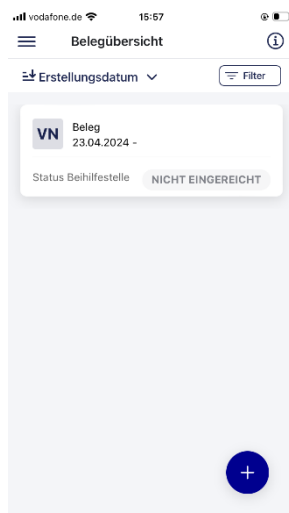 vodafone.de 15:57
Belegübersicht
Erstellungsdatum Filter
VN Beleg
23.04.2024 -
Status Beihilfestelle NICHT EINGEREICHT